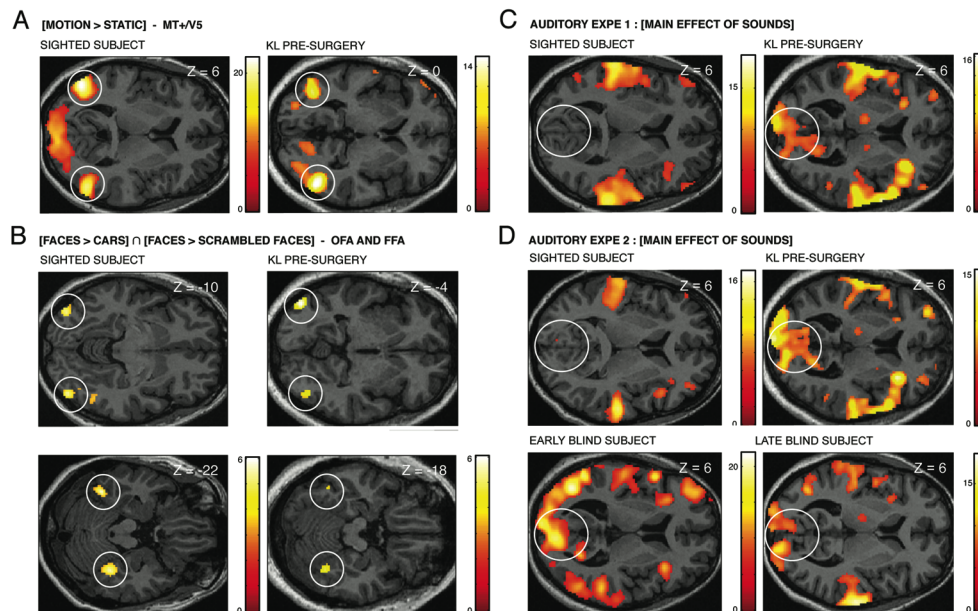 A [MOTION > STATIC] - MT+/V5
SIGHTED SUBJECT
KL PRE-SURGERY
Z = 6
20
0
Z = 0
14
0
B [FACES > CARS] ∩ [FACES > SCRAMBLED FACES] - OFA AND FFA
SIGHTED SUBJECT
KL PRE-SURGERY
Z = -10
Z = -4
Z = -22
6
0
Z = -18
6
0
C AUDITORY EXPE 1 : [MAIN EFFECT OF SOUNDS]
SIGHTED SUBJECT
KL PRE-SURGERY
Z = 6
15
0
Z = 6
16
0
D AUDITORY EXPE 2 : [MAIN EFFECT OF SOUNDS]
SIGHTED SUBJECT
KL PRE-SURGERY
Z = 6
16
0
Z = 6
12
0
EARLY BLIND SUBJECT
LATE BLIND SUBJECT
Z = 6
20
0
Z = 6
15
0